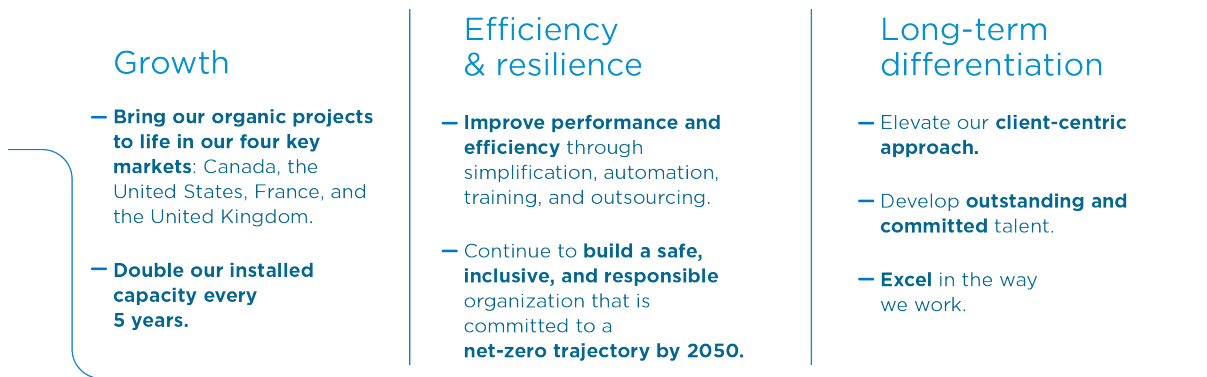 Growth
— Bring our organic projects
to life in our four key
markets: Canada, the
United States, France, and
the United Kingdom.
— Double our installed
capacity every
5 years.
Efficiency
& resilience
— Improve performance and
efficiency through
simplification, automation,
training, and outsourcing.
— Continue to build a safe,
inclusive, and responsible
organization that is
committed to a
net-zero trajectory by 2050.
Long-term
differentiation
— Elevate our client-centric
approach.
— Develop outstanding and
committed talent.
— Excel in the way
we work.